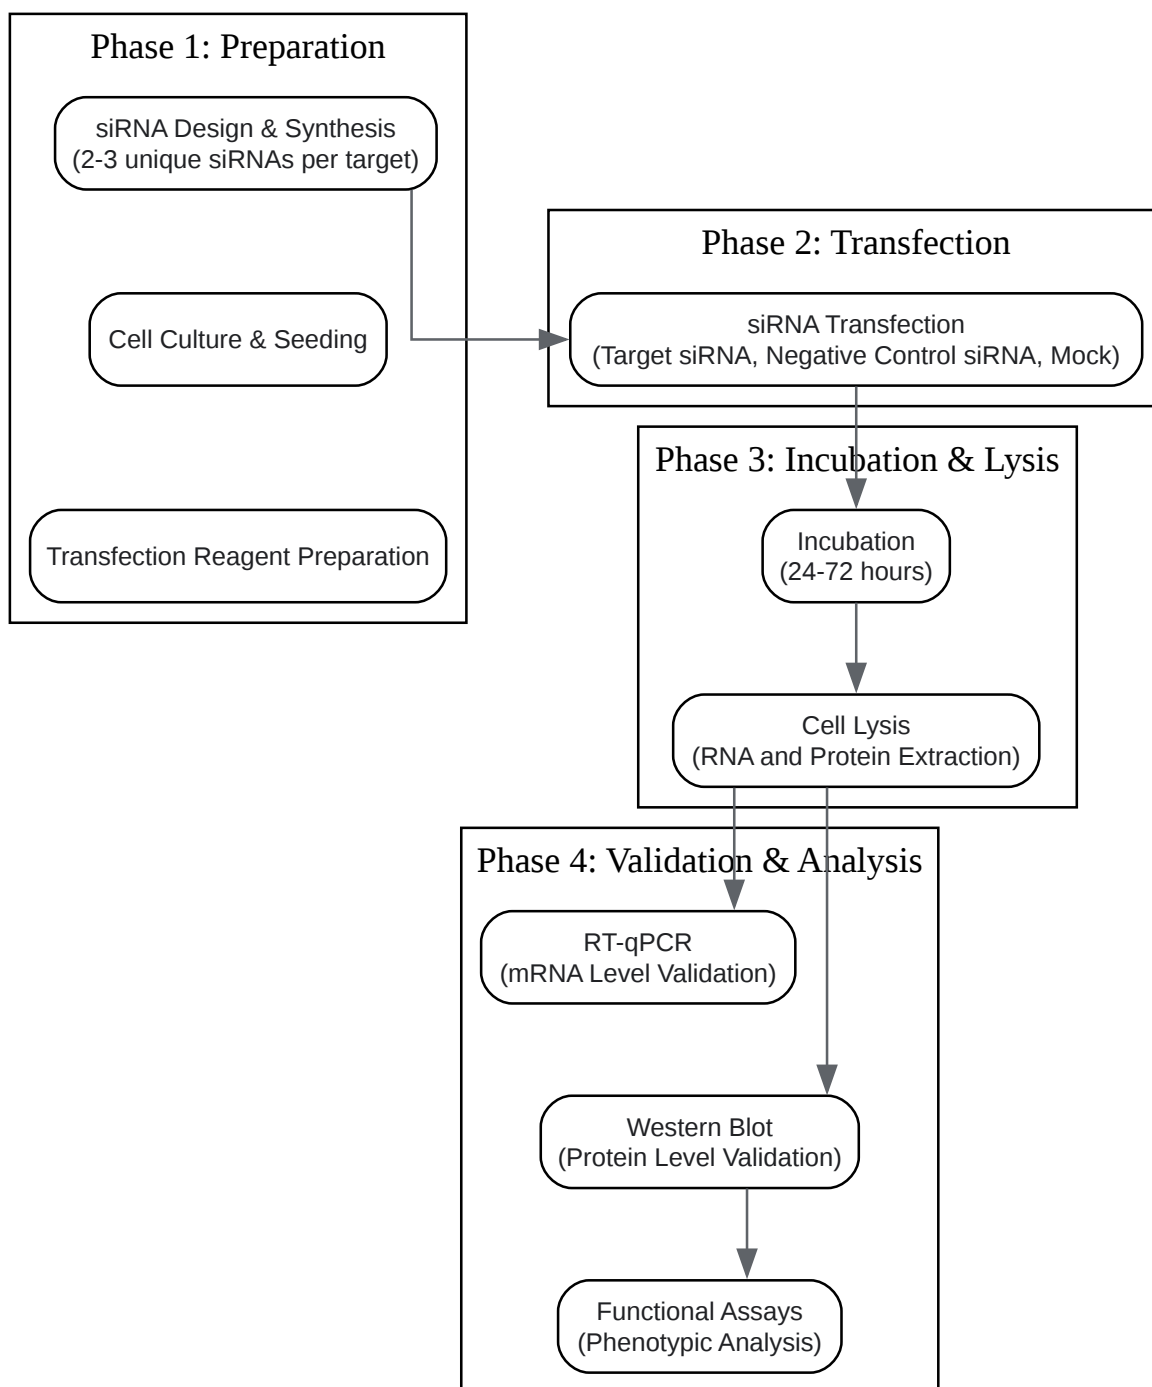 Phase 1: Preparation
siRNA Design & Synthesis
(2-3 unique siRNAs per target)
Cell Culture & Seeding
Transfection Reagent Preparation
Phase 2: Transfection
siRNA Transfection
(Target siRNA, Negative Control siRNA, Mock)
Phase 3: Incubation & Lysis
Incubation
(24-72 hours)
Cell Lysis
(RNA and Protein Extraction)
Phase 4: Validation & Analysis
RT-qPCR
(mRNA Level Validation)
Western Blot
(Protein Level Validation)
Functional Assays
(Phenotypic Analysis)